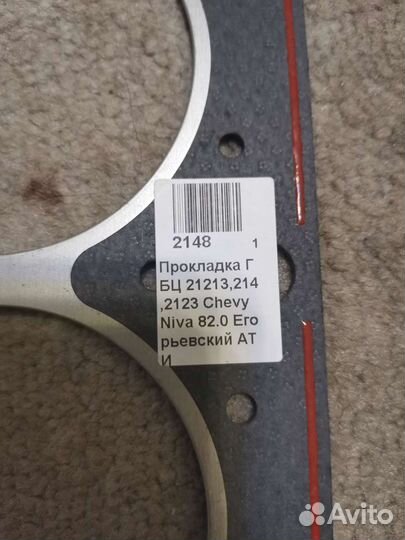 2148 1
Прокладка Г
БЦ 21213,214
,2123 Chevy
Niva 82.0 Его
рьевский АТ
И
Avito